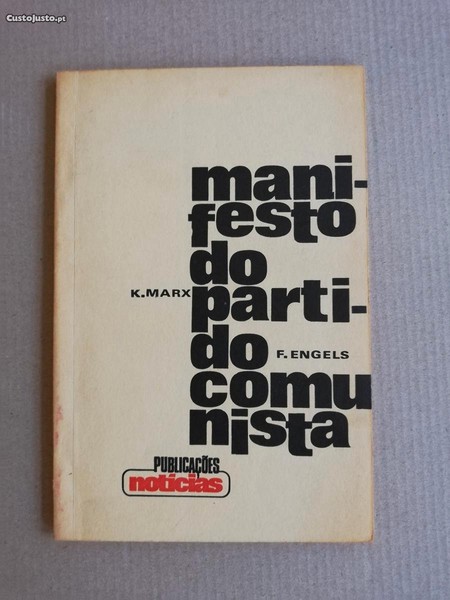 CustoJusto.pt
mani-
festo
do
K.MARX parti-
do F. ENGELS
comu
nista
PUBLICAÇÕES
notícias